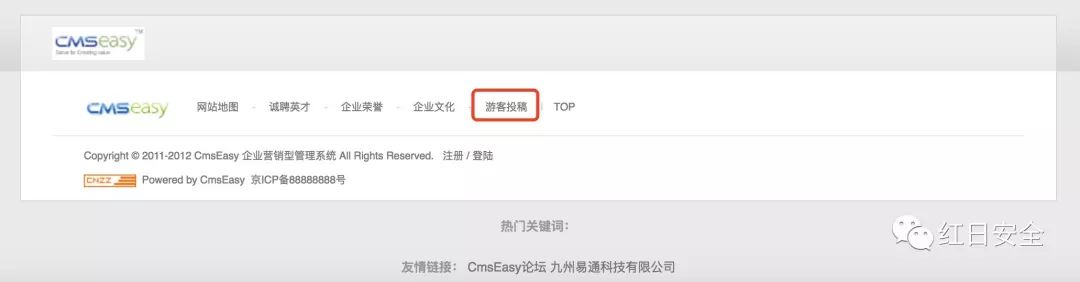 CMSeasy™
Serve for Creating value
CMSeasy 网站地图 - 诚聘英才 - 企业荣誉 - 企业文化 - 游客投稿 | TOP
Copyright © 2011-2012 CmsEasy 企业营销型管理系统 All Rights Reserved. 注册 / 登陆
CNZZ Powered by CmsEasy 京ICP备88888888号
热门关键词:
红日安全
友情链接: CmsEasy论坛 九州易通科技有限公司